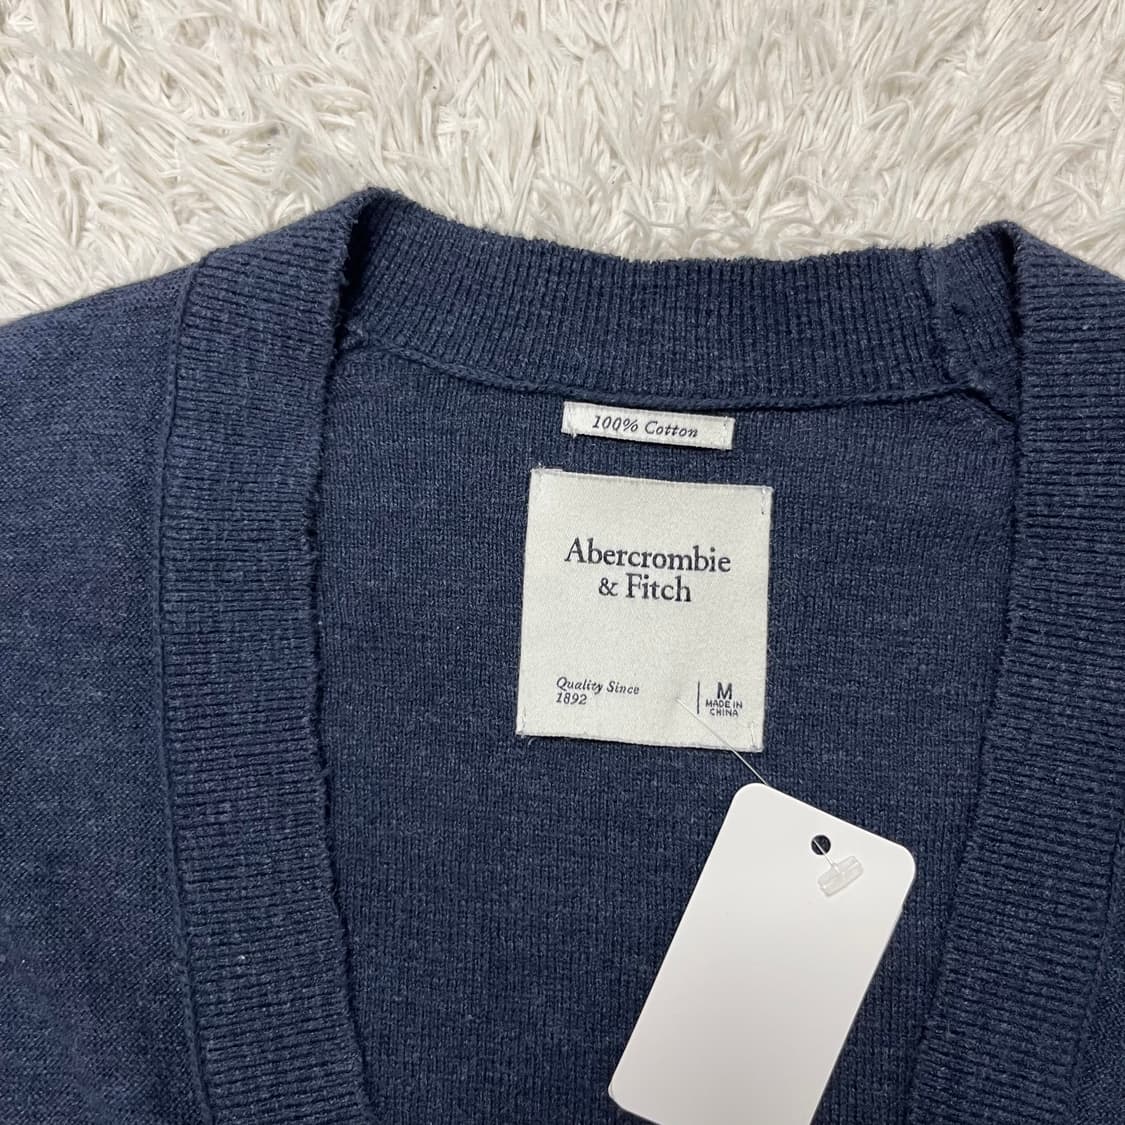 100% Cotton
Abercrombie
& Fitch
Quality Since
1892
M
MADE IN
CHINA